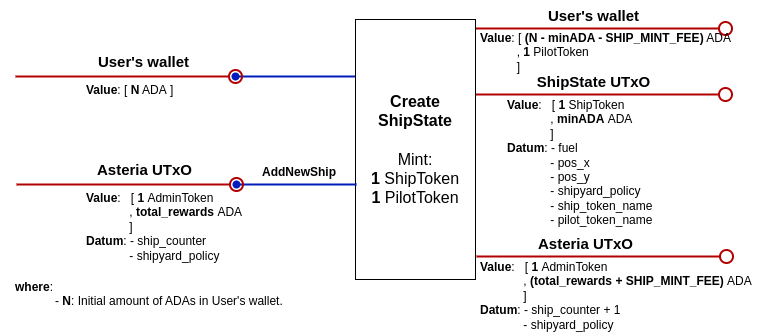 User's wallet
Value: [ N ADA ]
Asteria UTxO
AddNewShip
Value: [ 1 AdminToken
, total_rewards ADA
]
Datum: - ship_counter
- shipyard_policy
where:
- N: Initial amount of ADAs in User's wallet.
Create
ShipState
Mint:
1 ShipToken
1 PilotToken
User's wallet
Value: [ (N - minADA - SHIP_MINT_FEE) ADA
, 1 PilotToken
]
ShipState UTxO
Value: [ 1 ShipToken
, minADA ADA
]
Datum: - fuel
- pos_x
- pos_y
- shipyard_policy
- ship_token_name
- pilot_token_name
Asteria UTxO
Value: [ 1 AdminToken
, (total_rewards + SHIP_MINT_FEE) ADA
]
Datum: - ship_counter + 1
- shipyard_policy